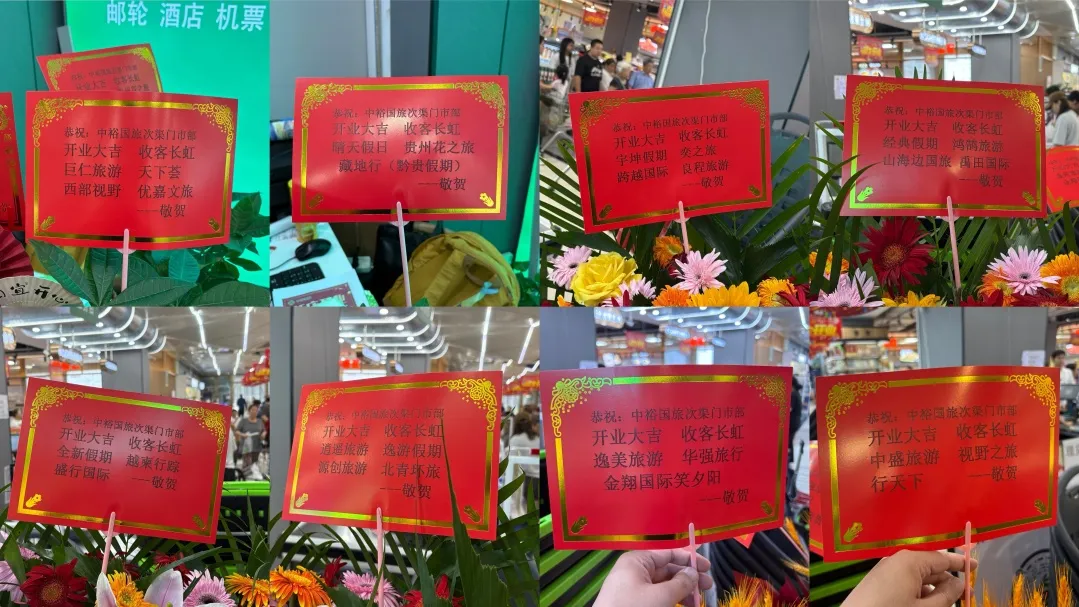 邮轮 酒店 机票
恭祝：中裕国旅次渠门市部
开业大吉 收客长虹
巨仁旅游 天下荟
西部视野 优嘉文旅
——敬贺
恭祝：中裕国旅次渠门市部
开业大吉 收客长虹
晴天假日 贵州花之旅
藏地行（黔贵假期）
——敬贺
恭祝：中裕国旅次渠门市部
开业大吉 收客长虹
宇坤假期 奕之旅
跨越国际 良程旅游
——敬贺
恭祝：中裕国旅次渠门市部
开业大吉 收客长虹
经典假期 鸿鹄旅游
山海边国旅 禹田国际
——敬贺
恭祝：中裕国旅次渠门市部
开业大吉 收客长虹
全新假期 越柬行踪
盛行国际 ——敬贺
恭祝：中裕国旅次渠门市部
开业大吉 收客长虹
逍遥旅游 逸游假期
源创旅游 北青环旅
——敬贺
恭祝：中裕国旅次渠门市部
开业大吉 收客长虹
逸美旅游 华强旅行
金翔国际笑夕阳
——敬贺
恭祝：中裕国旅次渠门市部
开业大吉 收客长虹
中盛旅游 视野之旅
行天下 ——敬贺